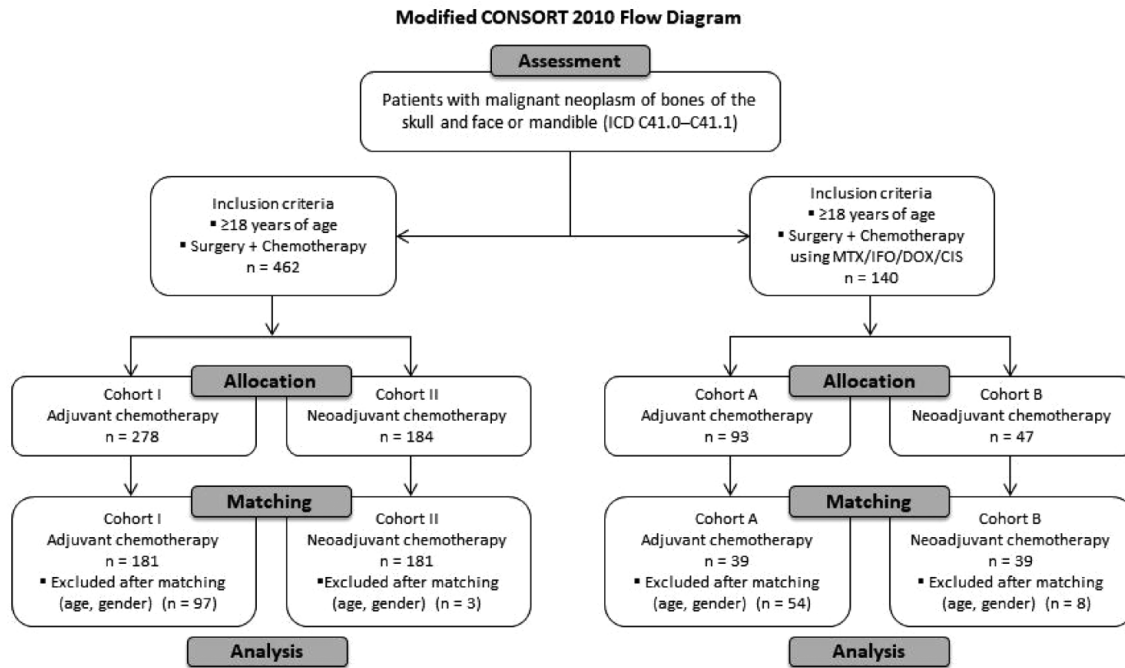 Modified CONSORT 2010 Flow Diagram
Assessment
Patients with malignant neoplasm of bones of the
skull and face or mandible (ICD C41.0–C41.1)
Inclusion criteria
▪ ≥18 years of age
▪ Surgery + Chemotherapy
n = 462
Inclusion criteria
▪ ≥18 years of age
▪ Surgery + Chemotherapy
using MTX/IFO/DOX/CIS
n = 140
Allocation
Cohort I
Adjuvant chemotherapy
n = 278
Cohort II
Neoadjuvant chemotherapy
n = 184
Allocation
Cohort A
Adjuvant chemotherapy
n = 93
Cohort B
Neoadjuvant chemotherapy
n = 47
Matching
Cohort I
Adjuvant chemotherapy
n = 181
▪ Excluded after matching
(age, gender) (n = 97)
Cohort II
Neoadjuvant chemotherapy
n = 181
▪Excluded after matching
(age, gender) (n = 3)
Matching
Cohort A
Adjuvant chemotherapy
n = 39
▪ Excluded after matching
(age, gender) (n = 54)
Cohort B
Neoadjuvant chemotherapy
n = 39
▪ Excluded after matching
(age, gender) (n = 8)
Analysis
Analysis